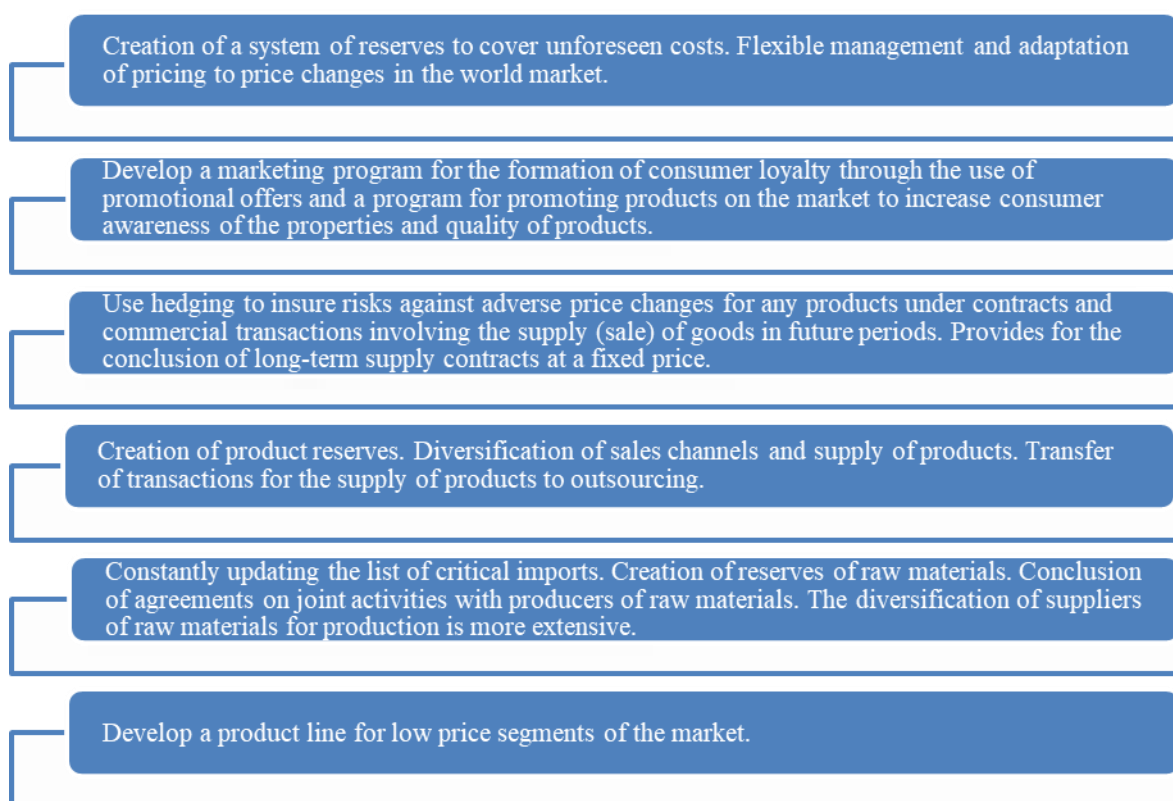 Creation of a system of reserves to cover unforeseen costs. Flexible management and adaptation
of pricing to price changes in the world market.
Develop a marketing program for the formation of consumer loyalty through the use of
promotional offers and a program for promoting products on the market to increase consumer
awareness of the properties and quality of products.
Use hedging to insure risks against adverse price changes for any products under contracts and
commercial transactions involving the supply (sale) of goods in future periods. Provides for the
conclusion of long-term supply contracts at a fixed price.
Creation of product reserves. Diversification of sales channels and supply of products. Transfer
of transactions for the supply of products to outsourcing.
Constantly updating the list of critical imports. Creation of reserves of raw materials. Conclusion
of agreements on joint activities with producers of raw materials. The diversification of suppliers
of raw materials for production is more extensive.
Develop a product line for low price segments of the market.